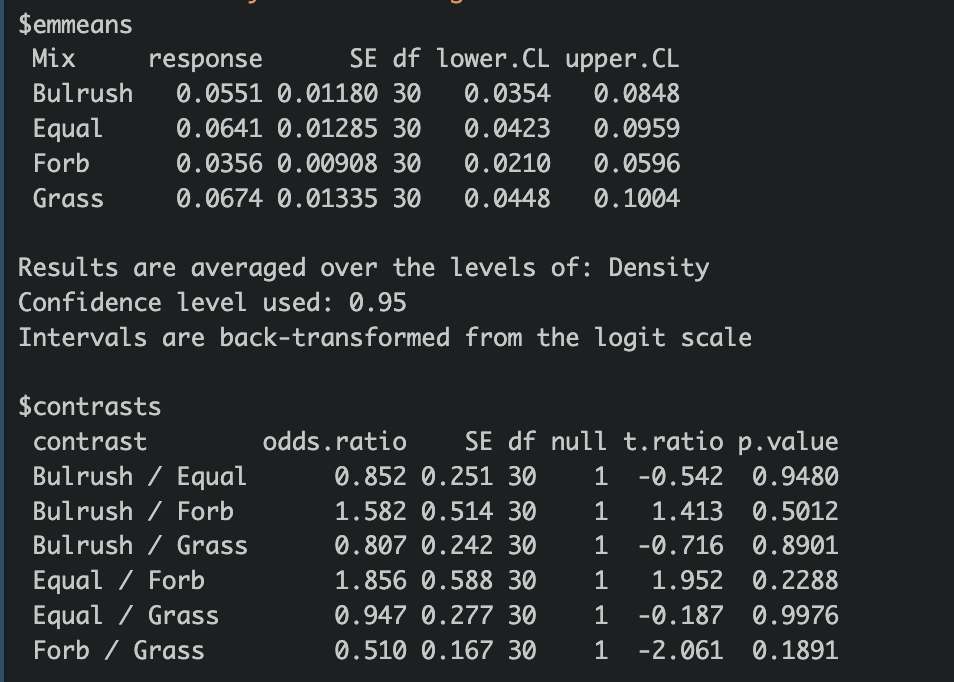 $emmeans
Mix response SE df lower.CL upper.CL
Bulrush 0.0551 0.01180 30 0.0354 0.0848
Equal 0.0641 0.01285 30 0.0423 0.0959
Forb 0.0356 0.00908 30 0.0210 0.0596
Grass 0.0674 0.01335 30 0.0448 0.1004
Results are averaged over the levels of: Density
Confidence level used: 0.95
Intervals are back-transformed from the logit scale
$contrasts
contrast odds.ratio SE df null t.ratio p.value
Bulrush / Equal 0.852 0.251 30 1 -0.542 0.9480
Bulrush / Forb 1.582 0.514 30 1 1.413 0.5012
Bulrush / Grass 0.807 0.242 30 1 -0.716 0.8901
Equal / Forb 1.856 0.588 30 1 1.952 0.2288
Equal / Grass 0.947 0.277 30 1 -0.187 0.9976
Forb / Grass 0.510 0.167 30 1 -2.061 0.1891